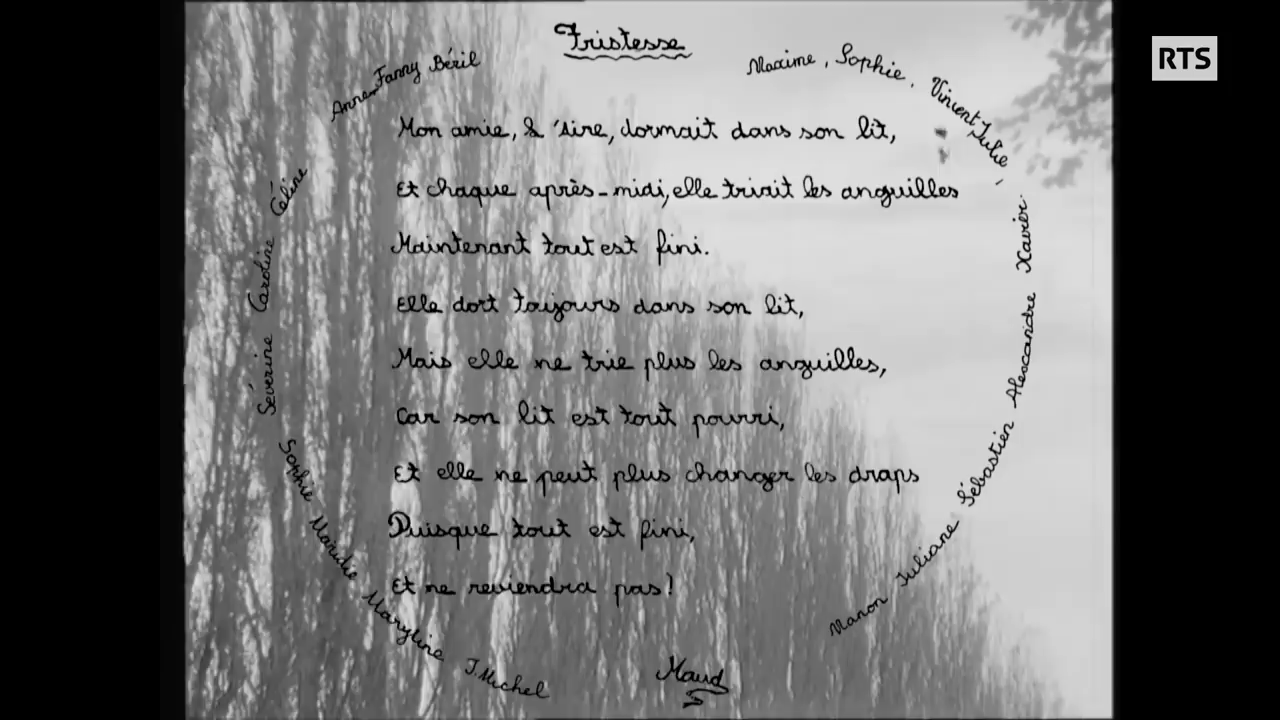 Tristesse
RTS
Anne, Fanny Béril
Maxime, Sophie, Vincent, Julie,
Mon amie, & 'sire, dormait dans son lit,
Et chaque après-midi, elle triait les anguilles
Maintenant tout est fini.
Elle dort toujours dans son lit,
Mais elle ne trie plus les anguilles,
Car son lit est tout pourri,
Et elle ne peut plus changer les draps
Puisque tout est fini,
Et ne reviendra pas!
Céline
Caroline
Séverine
Sophie
Maryline
J. Michel
Xavier
Alexandre
Sébastien
Juliane
Manon
Maud